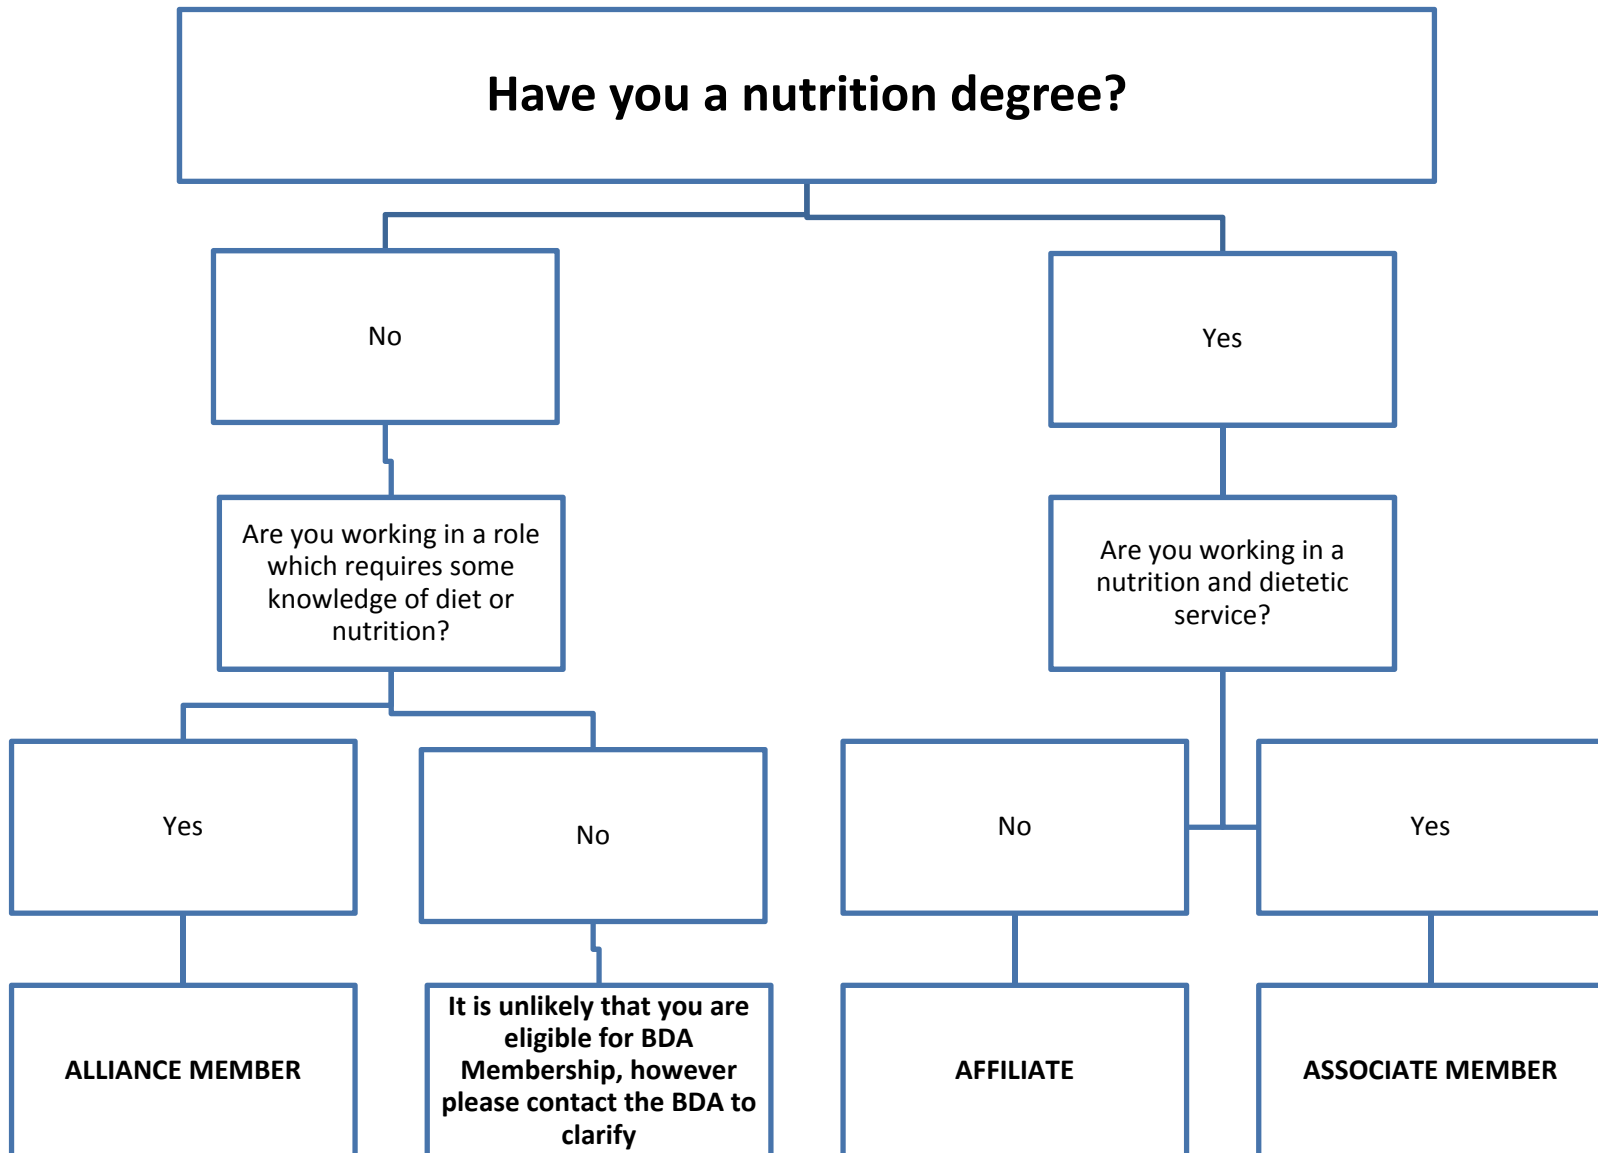 Have you a nutrition degree?
No
Yes
Are you working in a role
which requires some
knowledge of diet or
nutrition?
Are you working in a
nutrition and dietetic
service?
Yes
No
No
Yes
ALLIANCE MEMBER
It is unlikely that you are
eligible for BDA
Membership, however
please contact the BDA to
clarify
AFFILIATE
ASSOCIATE MEMBER